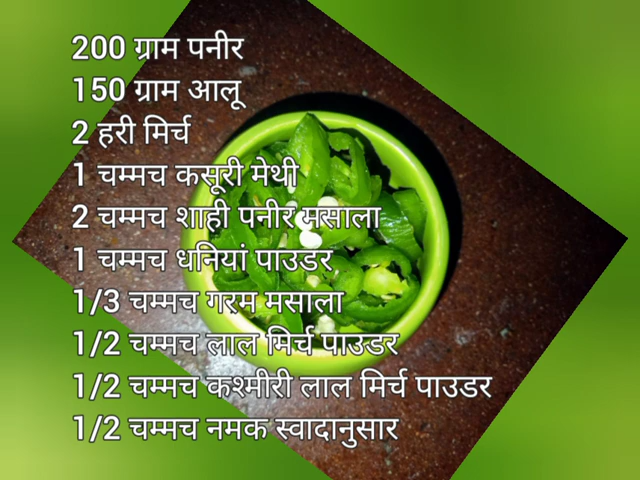 200 ग्राम पनीर
150 ग्राम आलू
2 हरी मिर्च
1 चम्मच कसूरी मेथी
2 चम्मच शाही पनीर मसाला
1 चम्मच धनियां पाउडर
1/3 चम्मच गरम मसाला
1/2 चम्मच लाल मिर्च पाउडर
1/2 चम्मच कश्मीरी लाल मिर्च पाउडर
1/2 चम्मच नमक स्वादानुसार